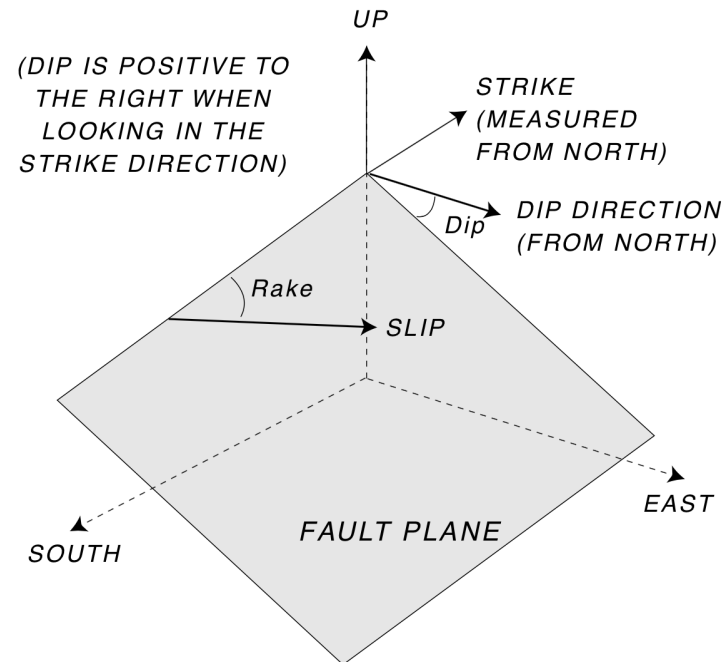 UP
(DIP IS POSITIVE TO
THE RIGHT WHEN
LOOKING IN THE
STRIKE DIRECTION)
STRIKE
(MEASURED
FROM NORTH)
DIP DIRECTION
(FROM NORTH)
Dip
Rake
SLIP
EAST
SOUTH
FAULT PLANE